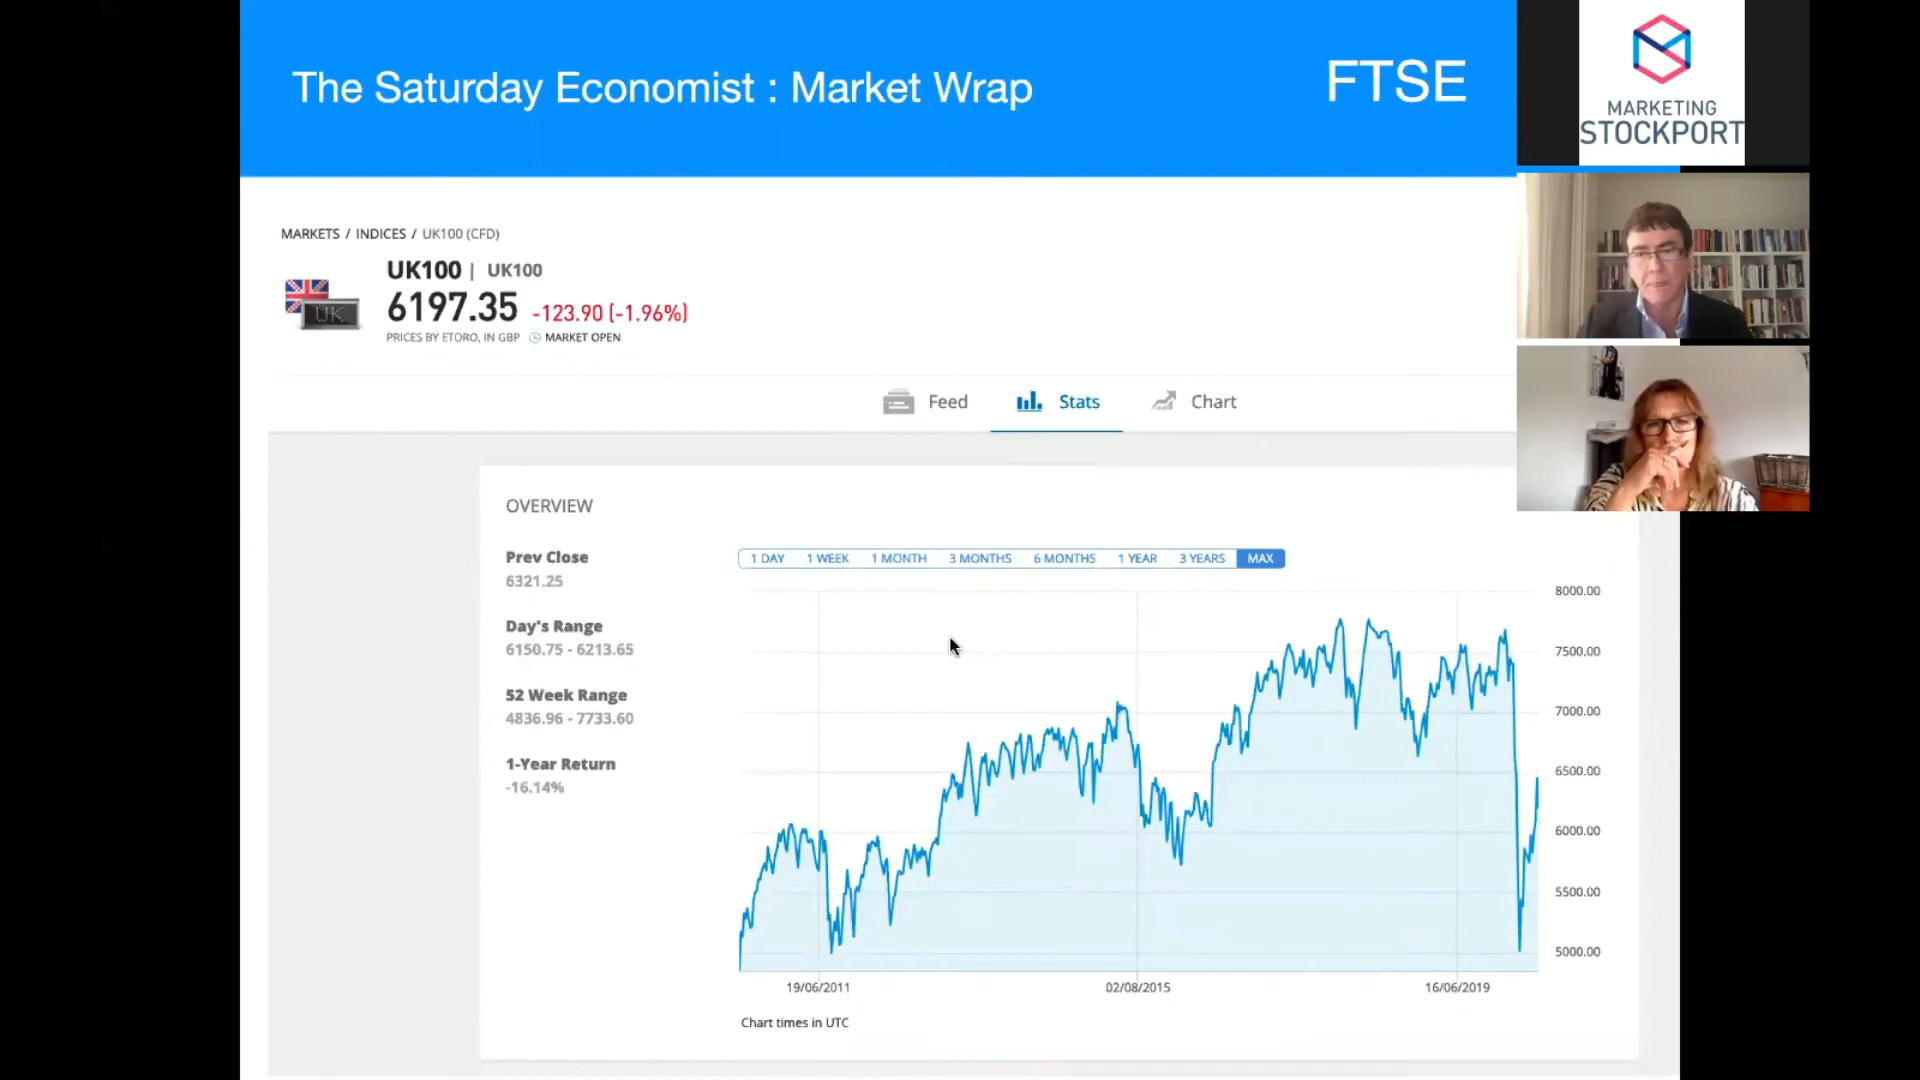 The Saturday Economist : Market Wrap
FTSE
MARKETING
STOCKPORT
MARKETS / INDICES / UK100 (CFD)
UK100 | UK100
6197.35 -123.90 (-1.96%)
PRICES BY ETORO, IN GBP MARKET OPEN
UK
Feed Stats Chart
OVERVIEW
Prev Close
6321.25
Day's Range
6150.75 - 6213.65
52 Week Range
4836.96 - 7733.60
1-Year Return
-16.14%
1 DAY 1 WEEK 1 MONTH 3 MONTHS 6 MONTHS 1 YEAR 3 YEARS MAX
8000.00
7500.00
7000.00
6500.00
6000.00
5500.00
5000.00
19/06/2011 02/08/2015 16/06/2019
Chart times in UTC